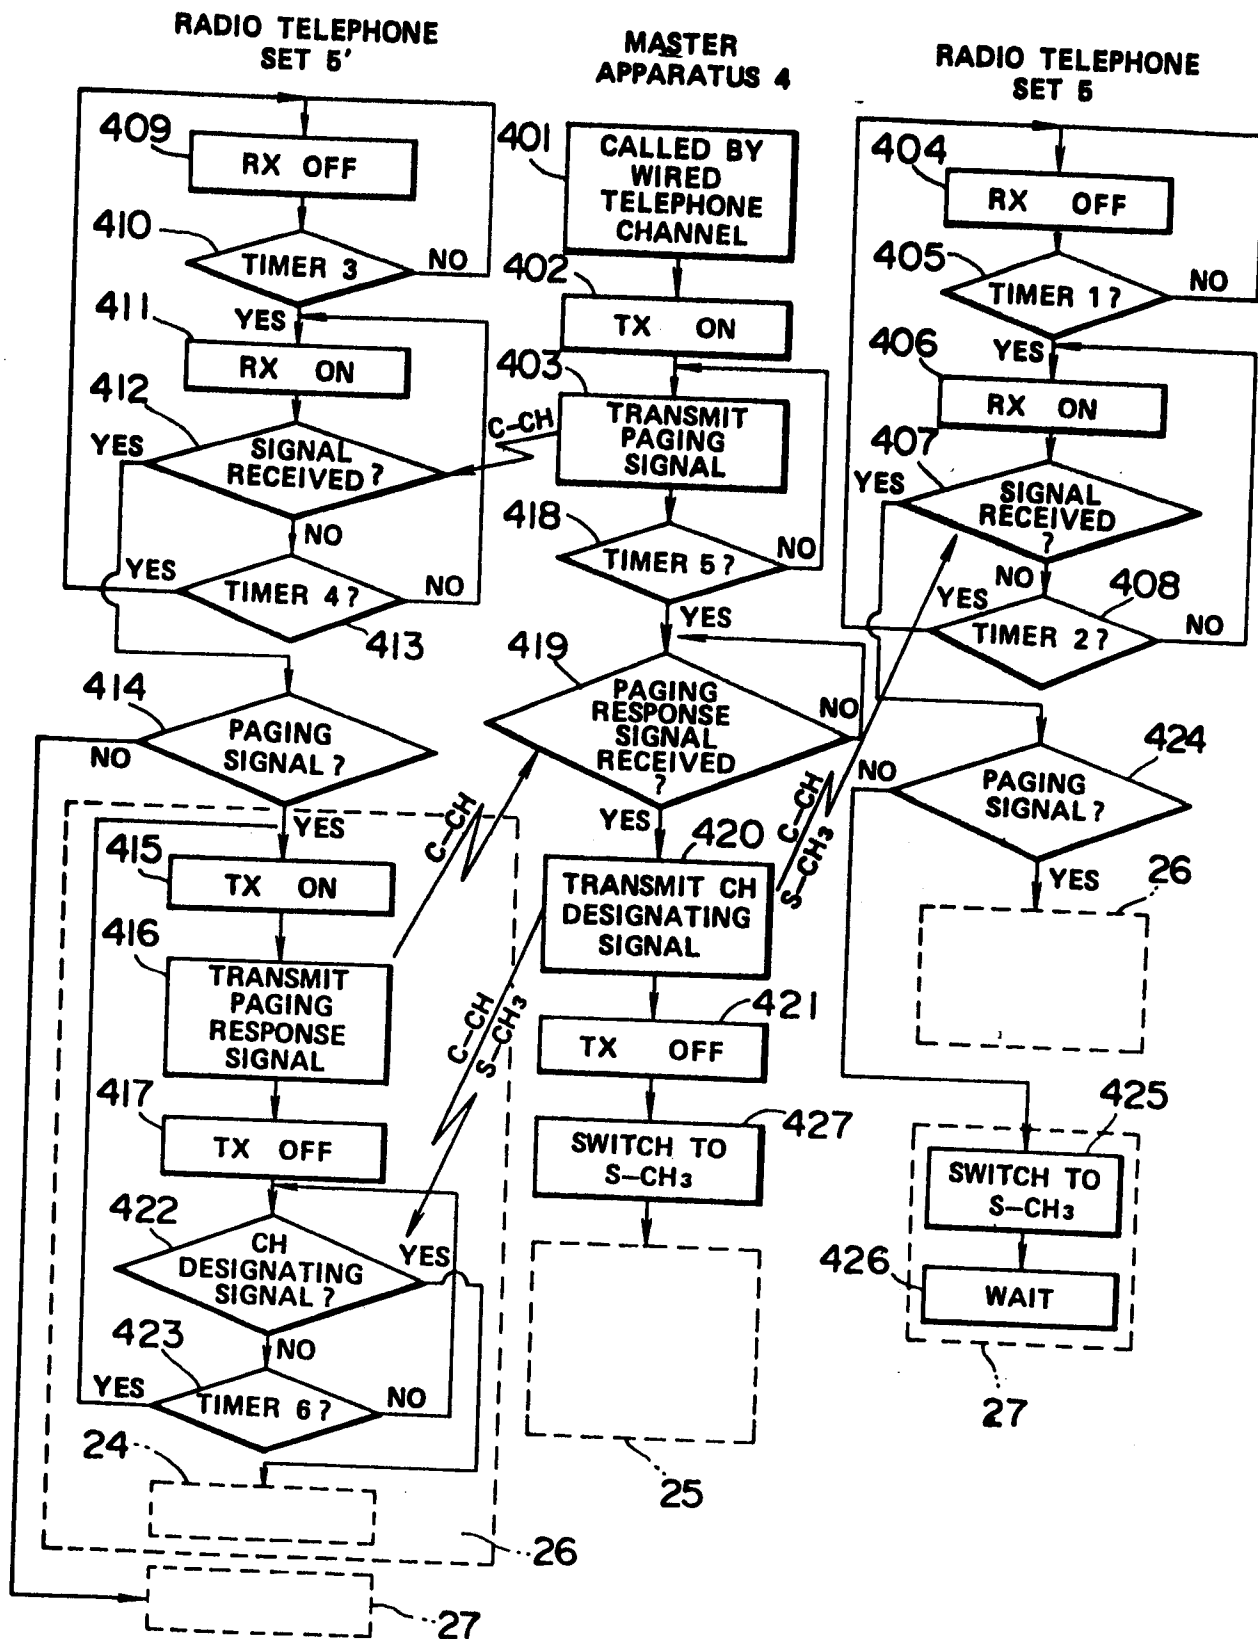 RADIO TELEPHONE
SET 5'
409
RX OFF
410
TIMER 3
NO
YES
411
RX ON
412
SIGNAL
RECEIVED?
YES
NO
TIMER 4?
YES
NO
413
414
PAGING
SIGNAL?
NO
YES
415
TX ON
416
TRANSMIT
PAGING
RESPONSE
SIGNAL
417
TX OFF
422
CH
DESIGNATING
SIGNAL?
YES
NO
423
TIMER 6?
YES
NO
24
26
27
MASTER
APPARATUS 4
401
CALLED BY
WIRED
TELEPHONE
CHANNEL
402
TX ON
403
TRANSMIT
PAGING
SIGNAL
C-CH
418
TIMER 5?
NO
YES
419
PAGING
RESPONSE
SIGNAL
RECEIVED
?
NO
YES
C-CH
420
TRANSMIT CH
DESIGNATING
SIGNAL
C-CH
S-CH3
C-CH
S-CH3
421
TX OFF
427
SWITCH TO
S-CH3
25
RADIO TELEPHONE
SET 5
404
RX OFF
405
TIMER 1?
NO
YES
406
RX ON
407
SIGNAL
RECEIVED
?
YES
NO
408
TIMER 2?
YES
NO
424
PAGING
SIGNAL?
NO
YES
26
425
SWITCH TO
S-CH3
426
WAIT
27